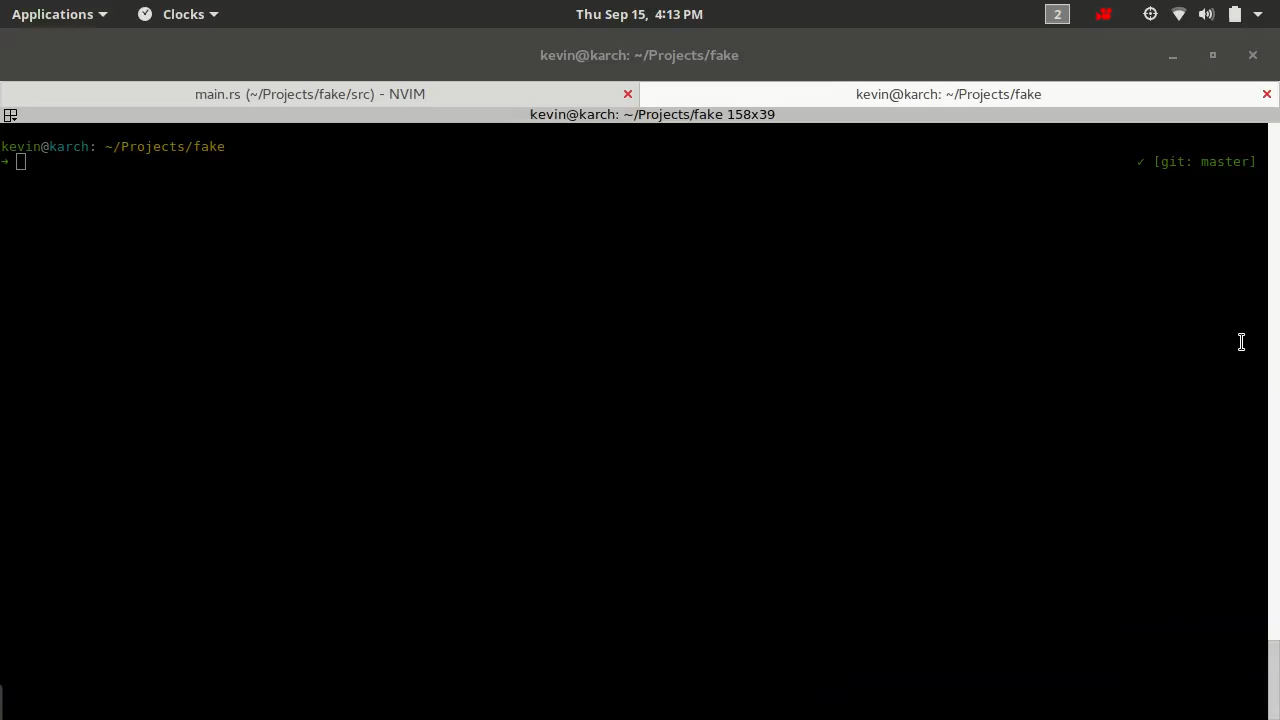 Applications Clocks Thu Sep 15, 4:13 PM 2
kevin@karch: ~/Projects/fake
main.rs (~/Projects/fake/src) - NVIM kevin@karch: ~/Projects/fake
kevin@karch: ~/Projects/fake 158x39
kevin@karch: ~/Projects/fake
➜ ✓ [git: master]